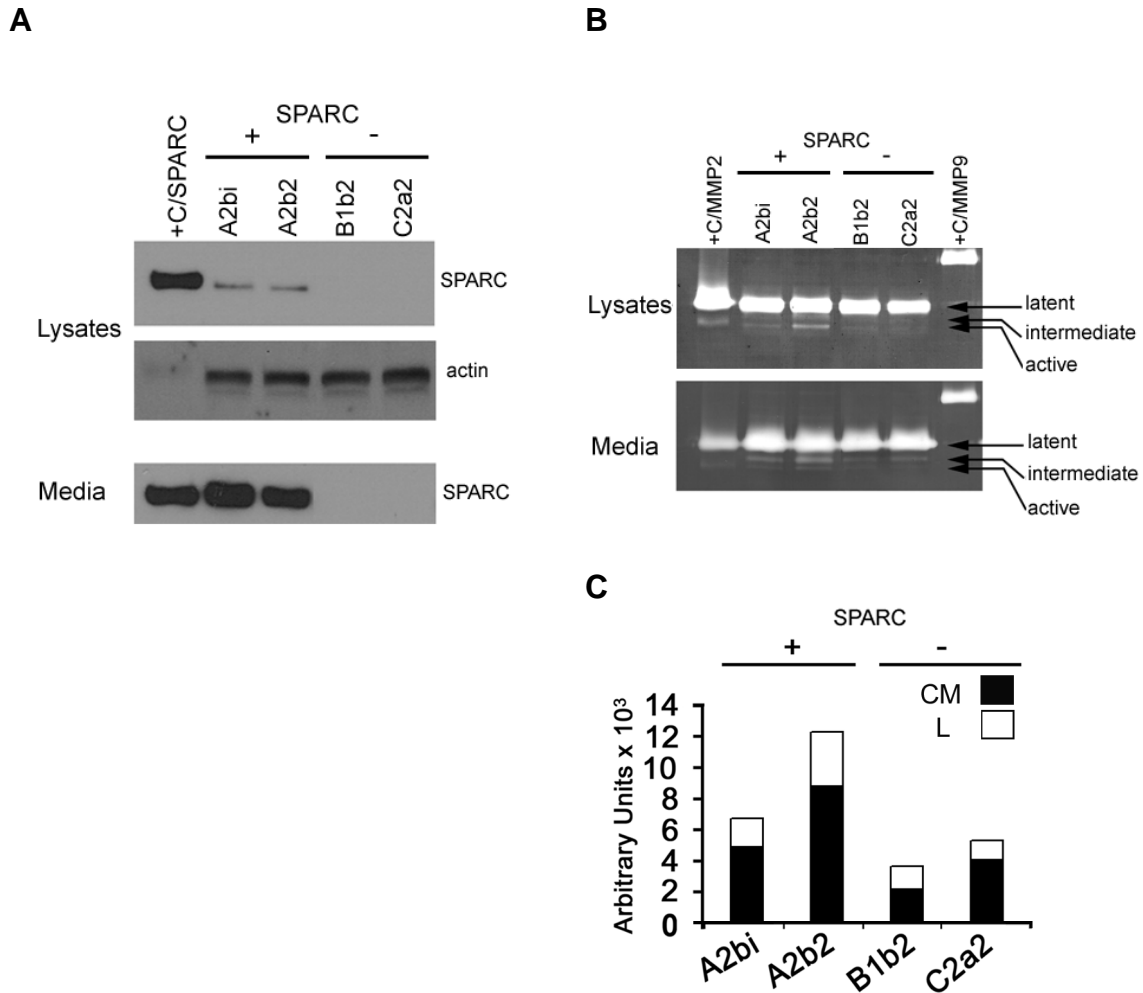 A
SPARC
+ -
+C/SPARC A2bi A2b2 B1b2 C2a2
SPARC
Lysates
actin
Media SPARC
B
SPARC
+ -
+C/MMP2 A2bi A2b2 B1b2 C2a2 +C/MMP9
Lysates
latent
intermediate
active
Media
latent
intermediate
active
C
SPARC
+ -
CM
L
Arbitrary Units x 10³
14
12
10
8
6
4
2
0
A2bi A2b2 B1b2 C2a2